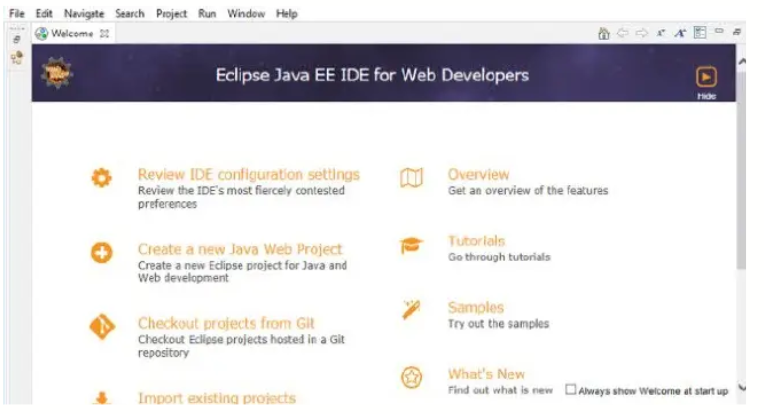 File Edit Navigate Search Project Run Window Help
Welcome
Eclipse Java EE IDE for Web Developers
Hide
Review IDE configuration settings
Review the IDE's most fiercely contested
preferences
Overview
Get an overview of the features
Create a new Java Web Project
Create a new Eclipse project for Java and
Web development
Tutorials
Go through tutorials
Checkout projects from Git
Checkout Eclipse projects hosted in a Git
repository
Samples
Try out the samples
Import existing projects
What's New
Find out what is new
Always show Welcome at start up